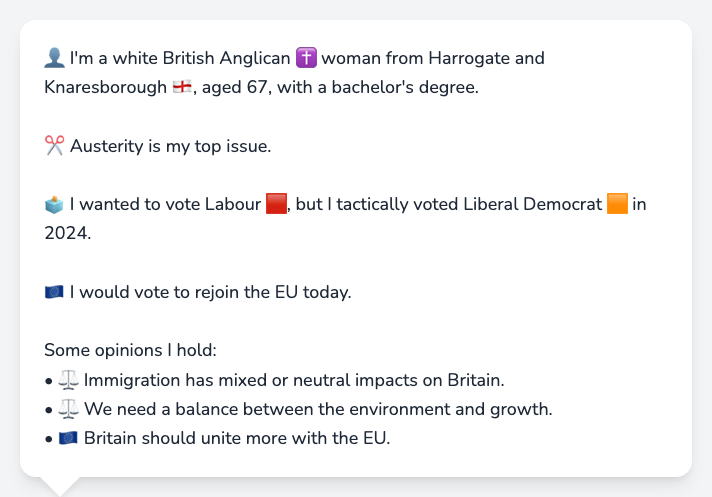 👤 I'm a white British Anglican ✝️ woman from Harrogate and
Knaresborough 🏴󠁧󠁢󠁥󠁮󠁧󠁿, aged 67, with a bachelor's degree.
✂️ Austerity is my top issue.
🗳️ I wanted to vote Labour 🟥, but I tactically voted Liberal Democrat 🟧 in
2024.
🇪🇺 I would vote to rejoin the EU today.
Some opinions I hold:
• ⚖️ Immigration has mixed or neutral impacts on Britain.
• ⚖️ We need a balance between the environment and growth.
• 🇪🇺 Britain should unite more with the EU.